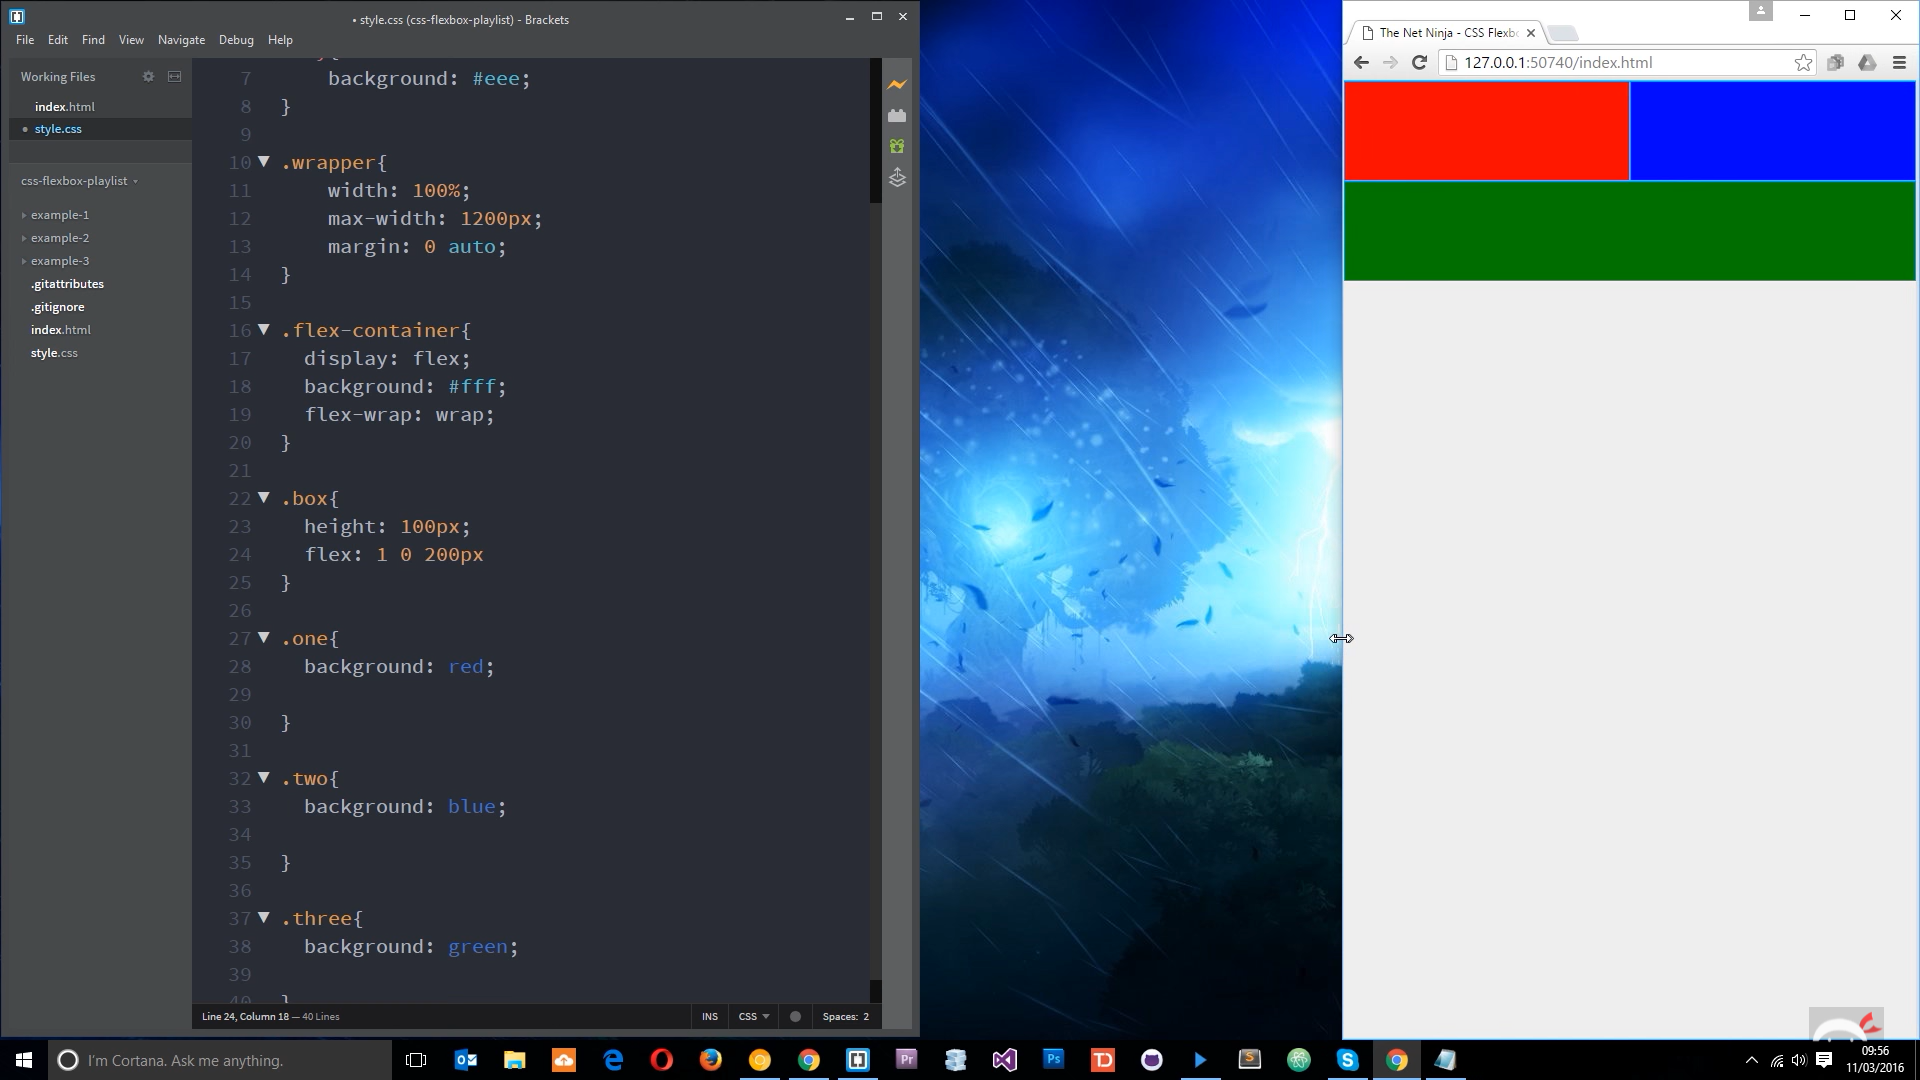 • style.css (css-flexbox-playlist) - Brackets
File Edit Find View Navigate Debug Help
Working Files
index.html
• style.css
css-flexbox-playlist
example-1
example-2
example-3
.gitattributes
.gitignore
index.html
style.css
7 background: #eee;
8 }
9
10 .wrapper{
11 width: 100%;
12 max-width: 1200px;
13 margin: 0 auto;
14 }
15
16 .flex-container{
17 display: flex;
18 background: #fff;
19 flex-wrap: wrap;
20 }
21
22 .box{
23 height: 100px;
24 flex: 1 0 200px
25 }
26
27 .one{
28 background: red;
29
30 }
31
32 .two{
33 background: blue;
34
35 }
36
37 .three{
38 background: green;
39
40 }
Line 24, Column 18 — 40 Lines
INS CSS Spaces: 2
The Net Ninja - CSS Flexb
127.0.0.1:50740/index.html
I'm Cortana. Ask me anything.
Pr
Ps
TD
09:56
11/03/2016